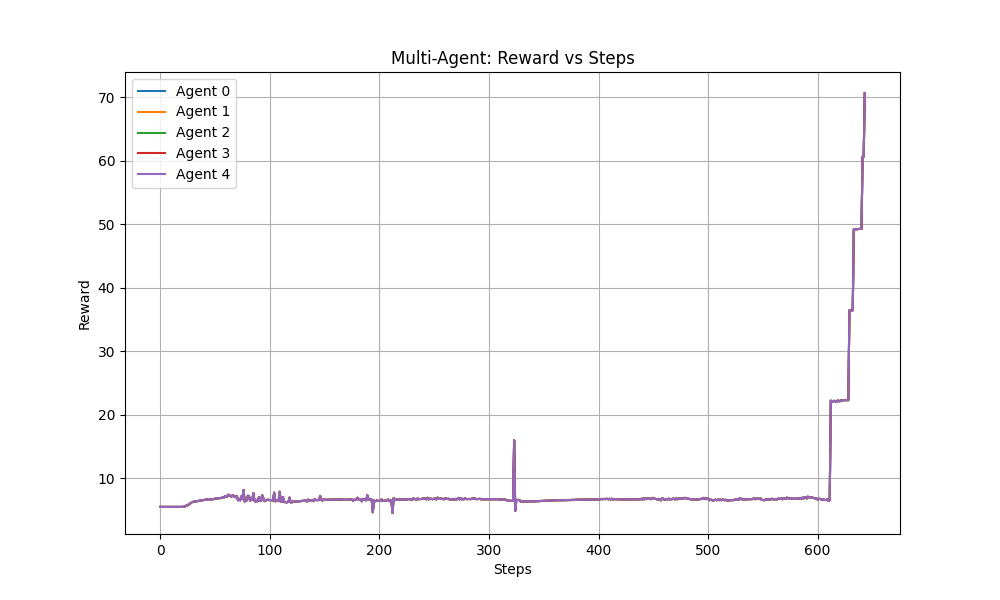 Multi-Agent: Reward vs Steps
Agent 0
Agent 1
Agent 2
Agent 3
Agent 4
70
60
50
40
30
20
10
Reward
0 100 200 300 400 500 600
Steps